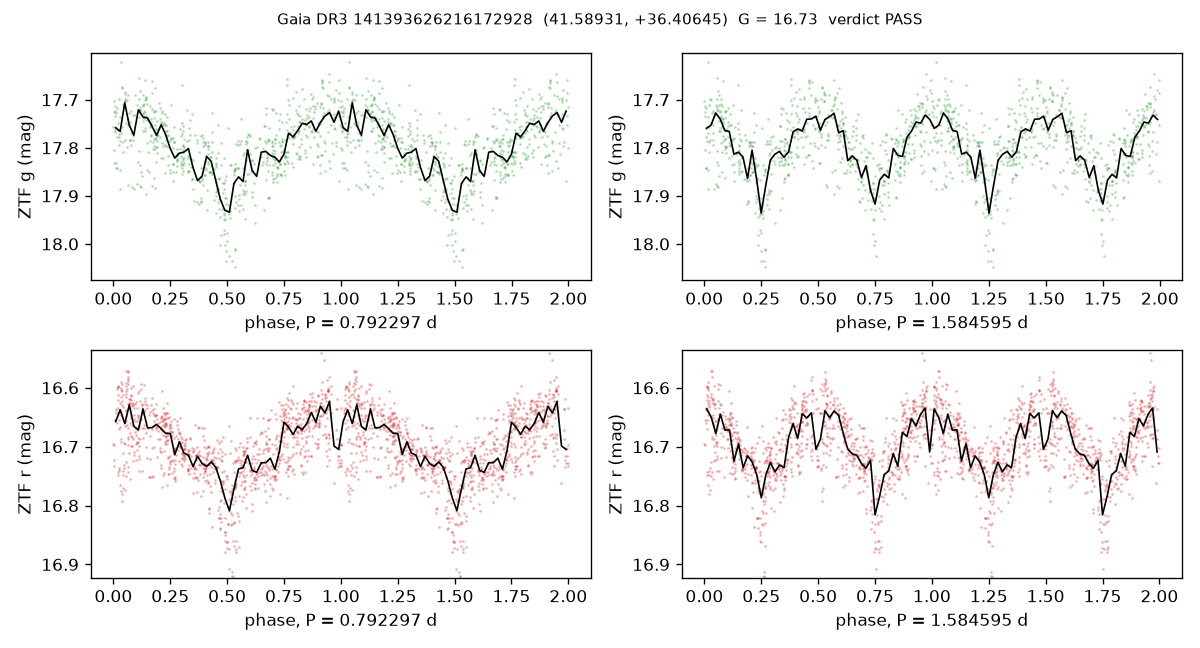 Gaia DR3 141393626216172928  (41.58931, +36.40645)  G = 16.73  verdict PASS
ZTF g (mag)
17.7
17.8
17.9
18.0
0.00 0.25 0.50 0.75 1.00 1.25 1.50 1.75 2.00
phase, P = 0.792297 d
ZTF g (mag)
17.7
17.8
17.9
18.0
0.00 0.25 0.50 0.75 1.00 1.25 1.50 1.75 2.00
phase, P = 1.584595 d
ZTF r (mag)
16.6
16.7
16.8
16.9
0.00 0.25 0.50 0.75 1.00 1.25 1.50 1.75 2.00
phase, P = 0.792297 d
ZTF r (mag)
16.6
16.7
16.8
16.9
0.00 0.25 0.50 0.75 1.00 1.25 1.50 1.75 2.00
phase, P = 1.584595 d